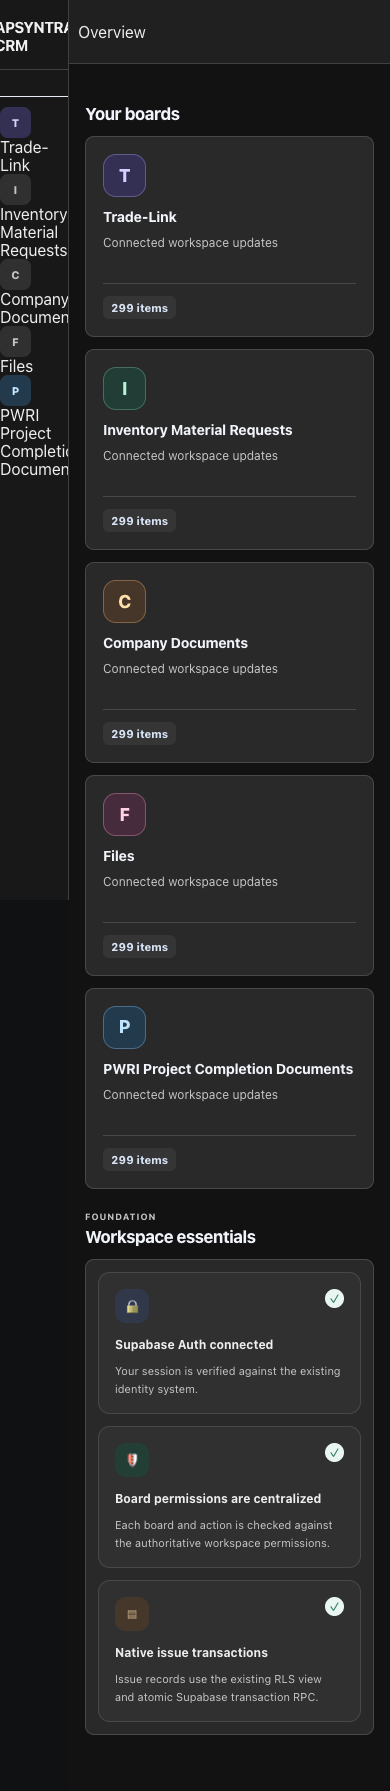 APSYNTRA
CRM
Overview
T
Trade-
Link
I
Inventory
Material
Requests
C
Company
Documen
F
Files
P
PWRI
Project
Completic
Documen
Your boards
T
Trade-Link
Connected workspace updates
299 items
I
Inventory Material Requests
Connected workspace updates
299 items
C
Company Documents
Connected workspace updates
299 items
F
Files
Connected workspace updates
299 items
P
PWRI Project Completion Documents
Connected workspace updates
299 items
FOUNDATION
Workspace essentials
Supabase Auth connected
Your session is verified against the existing
identity system.
Board permissions are centralized
Each board and action is checked against
the authoritative workspace permissions.
Native issue transactions
Issue records use the existing RLS view
and atomic Supabase transaction RPC.